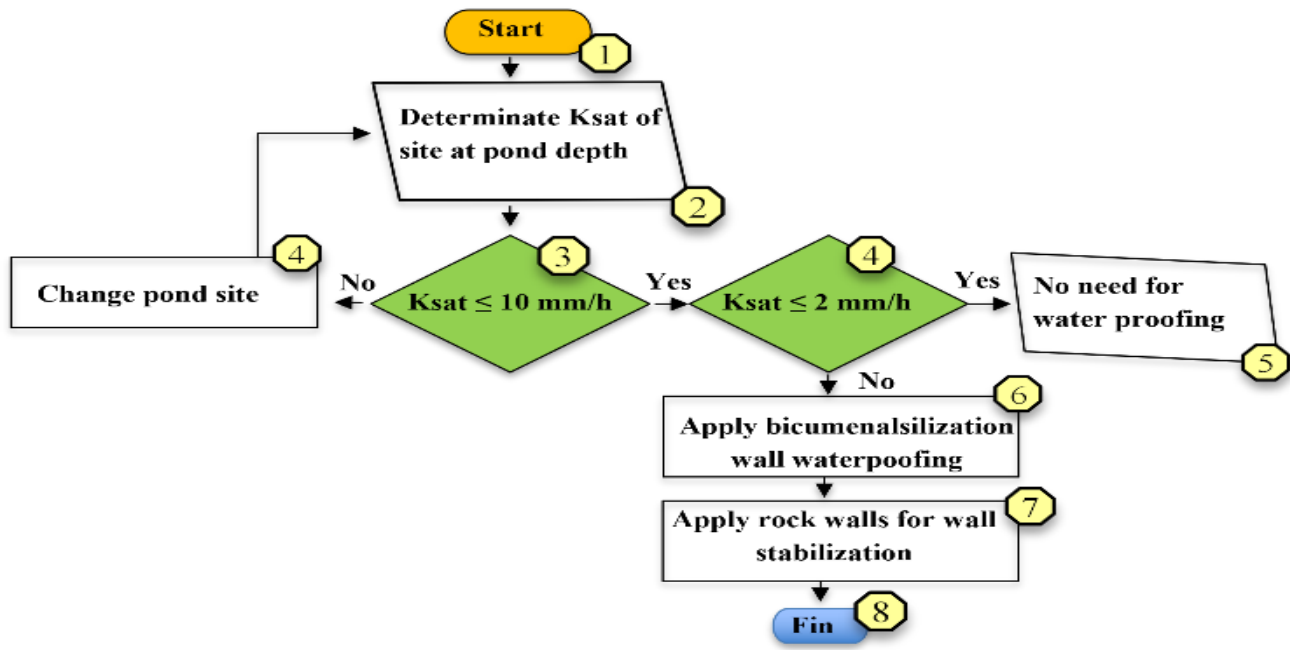 Start
1
Determinate Ksat of
site at pond depth
2
Change pond site
4
No
Ksat ≤ 10 mm/h
3
Yes
Ksat ≤ 2 mm/h
4
Yes
No need for
water proofing
5
No
6
Apply bicumenalsilization
wall waterpoofing
7
Apply rock walls for wall
stabilization
Fin
8